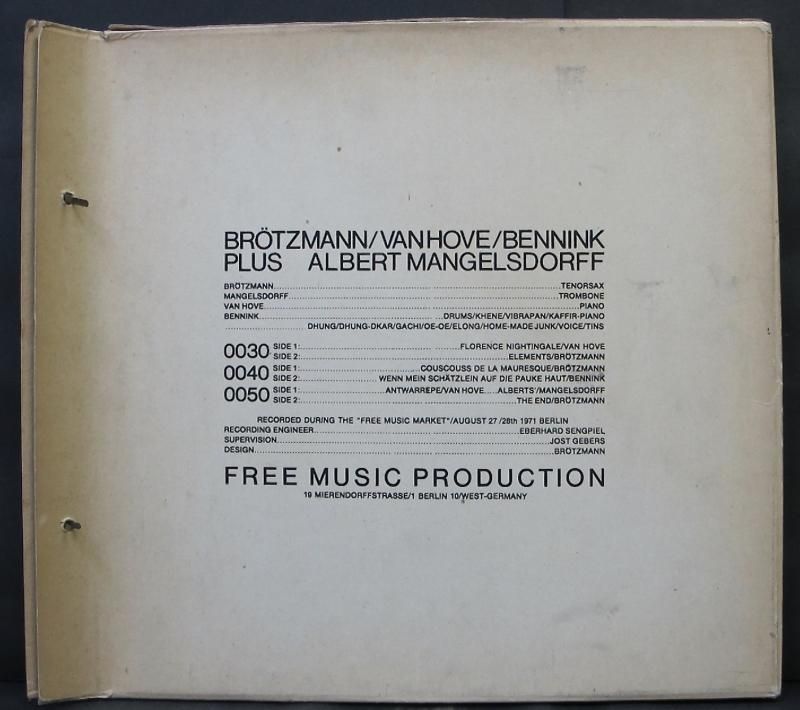 BRÖTZMANN/VAN HOVE/BENNINK
PLUS ALBERT MANGELSDORFF
BRÖTZMANN..........TENORSAX
MANGELSDORFF..........TROMBONE
VAN HOVE..........PIANO
BENNINK..........DRUMS/KHENE/VIBRAPAN/KAFFIR-PIANO
..........DHUNG/DHUNG-DKAR/GACHI/OE-OE/ELONG/HOME-MADE JUNK/VOICE/TINS
0030 SIDE 1:..........FLORENCE NIGHTINGALE/VAN HOVE
SIDE 2:..........ELEMENTS/BRÖTZMANN
0040 SIDE 1:..........COUSCOUSS DE LA MAURESQUE/BRÖTZMANN
SIDE 2:..........WENN MEIN SCHÄTZLEIN AUF DIE PAUKE HAUT/BENNINK
0050 SIDE 1:..........ANTWARREPE/VAN HOVE.....ALBERTS'/MANGELSDORFF
SIDE 2:..........THE END/BRÖTZMANN
RECORDED DURING THE "FREE MUSIC MARKET"/AUGUST 27/28th 1971 BERLIN
RECORDING ENGINEER..........EBERHARD SENGPIEL
SUPERVISION..........JOST GEBERS
DESIGN..........BRÖTZMANN
FREE MUSIC PRODUCTION
19 MIERENDORFFSTRASSE/1 BERLIN 10/WEST-GERMANY